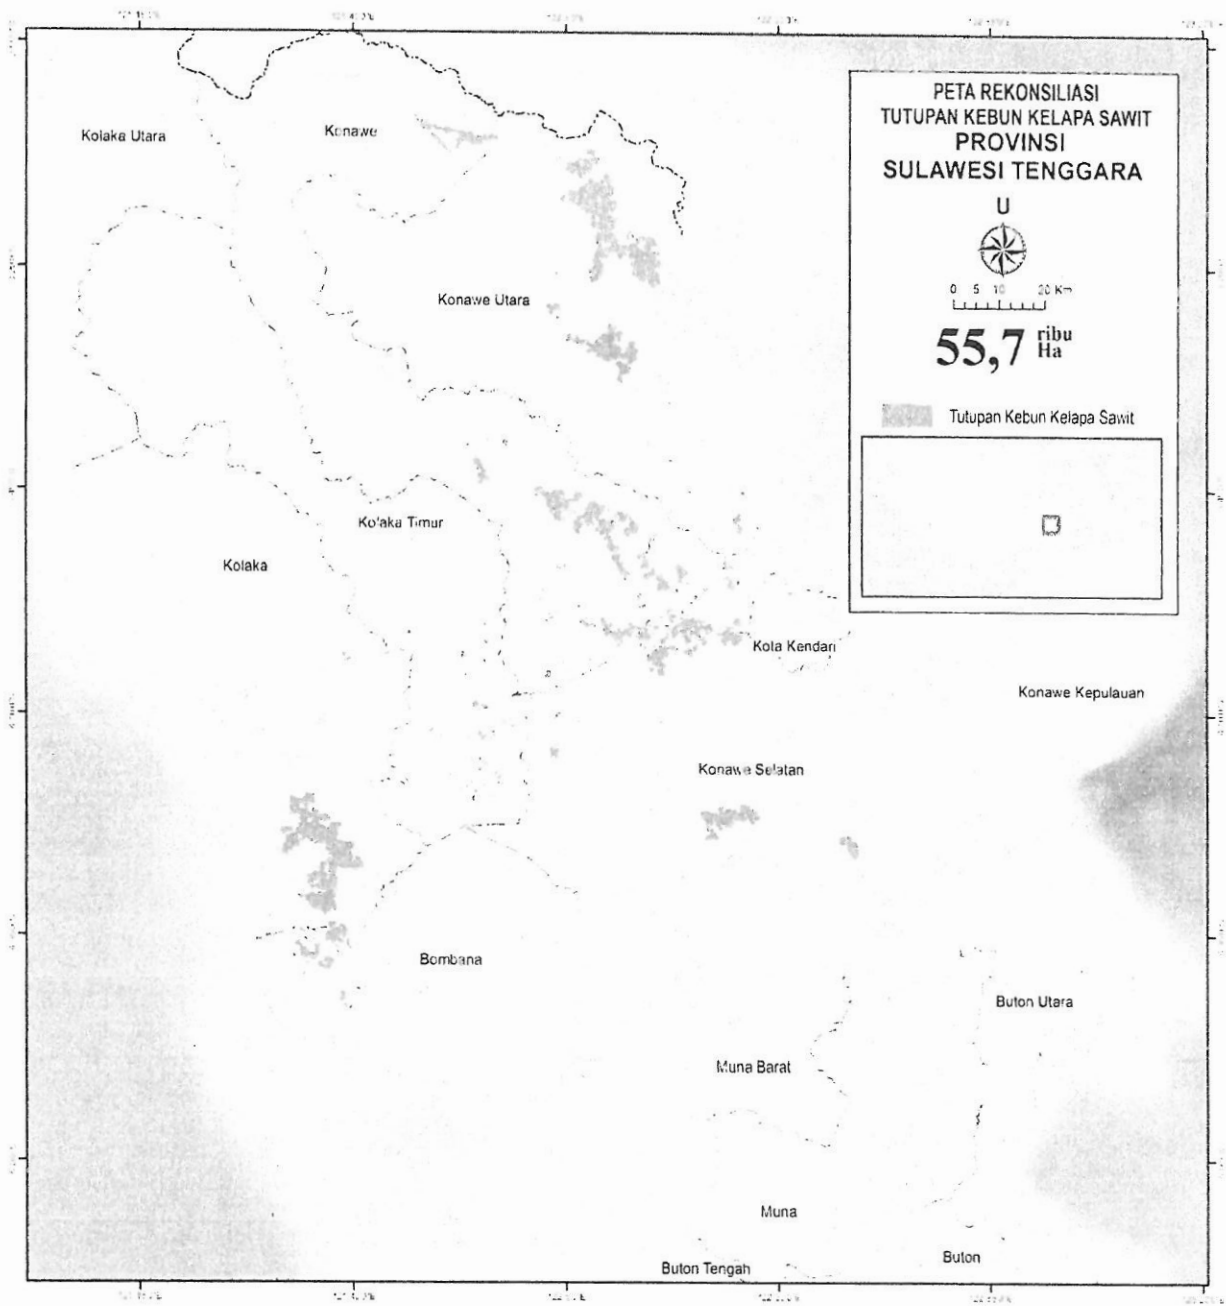 PETA REKONSILIASI
TUTUPAN KEBUN KELAPA SAWIT
PROVINSI
SULAWESI TENGGARA
U
0 5 10 20 Km
55,7 ribu Ha
Tutupan Kebun Kelapa Sawit
Kolaka Utara
Konawe
Konawe Utara
Kolaka Timur
Kolaka
Kota Kendari
Konawe Kepulauan
Konawe Selatan
Bombana
Buton Utara
Muna Barat
Muna
Buton
Buton Tengah